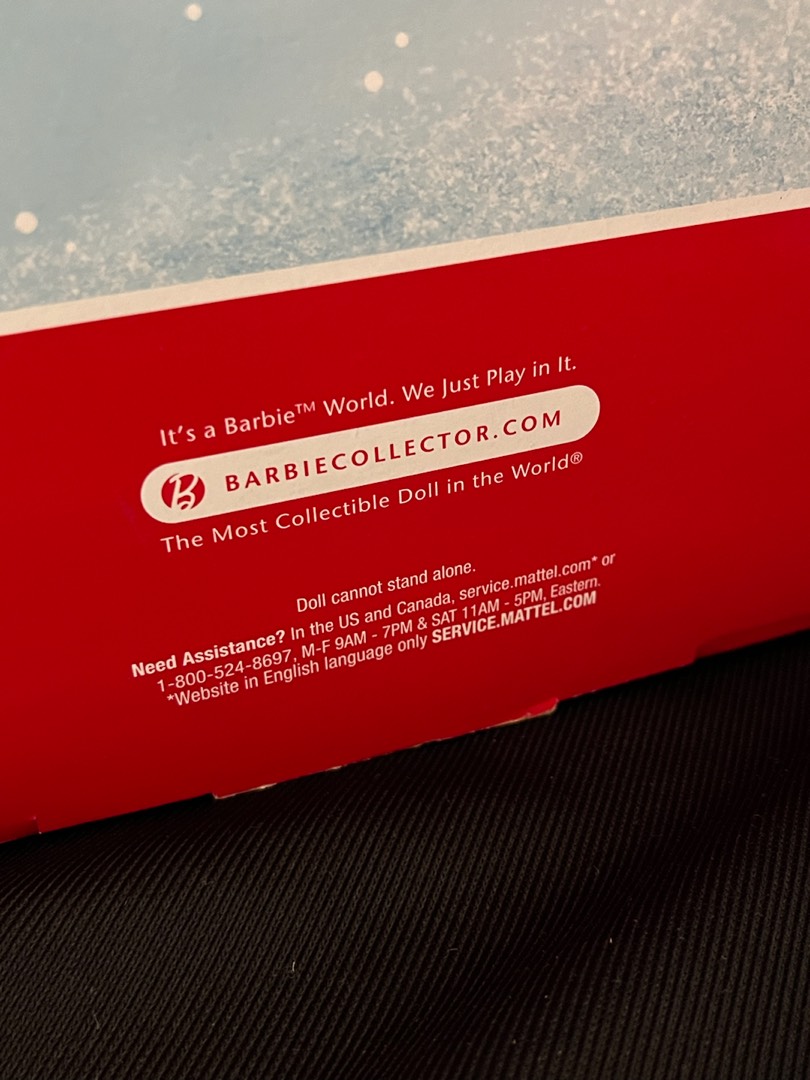 It's a Barbie™ World. We Just Play in It.
B BARBIECOLLECTOR.COM
The Most Collectible Doll in the World®
Doll cannot stand alone.
Need Assistance? In the US and Canada, service.mattel.com* or
1-800-524-8697, M-F 9AM - 7PM & SAT 11AM - 5PM, Eastern.
*Website in English language only SERVICE.MATTEL.COM